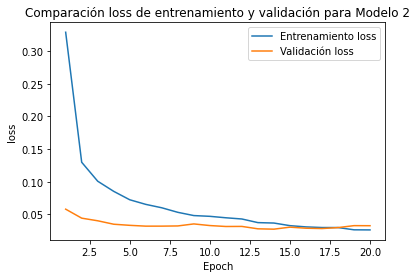 Comparación loss de entrenamiento y validación para Modelo 2
Entrenamiento loss
Validación loss
loss
0.30
0.25
0.20
0.15
0.10
0.05
2.5 5.0 7.5 10.0 12.5 15.0 17.5 20.0
Epoch